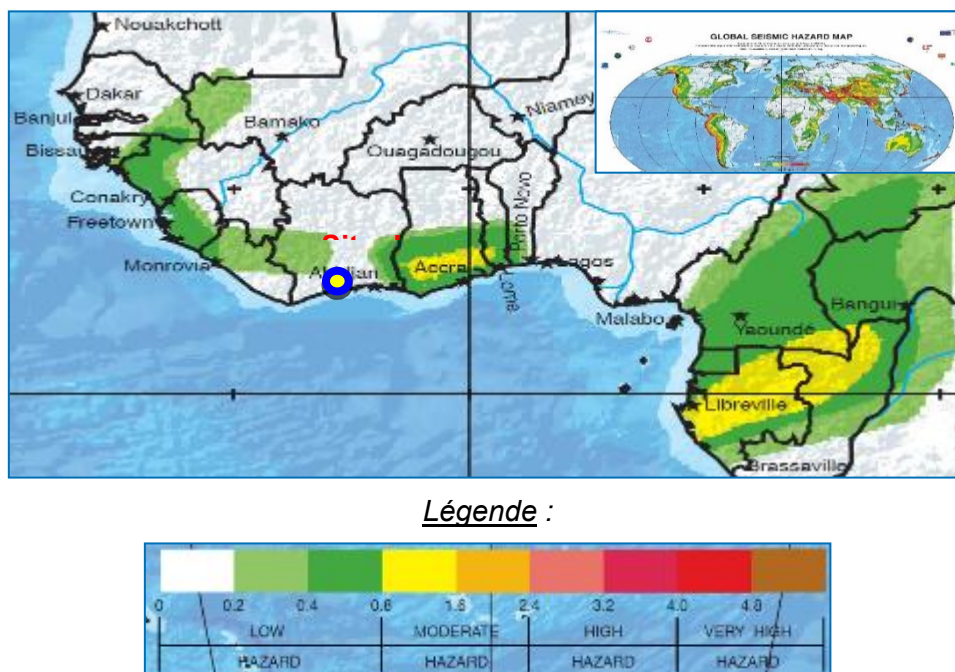 Nouakchott
GLOBAL SEISMIC HAZARD MAP
Dakar
Banjul
Bissau
Bamako
Niamey
Ouagadougou
Conakry
Freetown
Porto Novo
Monrovia
Accra
Lagos
Lome
Malabo
Yaoundé
Bangui
Libreville
Brassaville
Légende :
0 0.2 0.4 0.6 1.6 2.4 3.2 4.0 4.8
LOW MODERATE HIGH VERY HIGH
HAZARD HAZARD HAZARD HAZARD